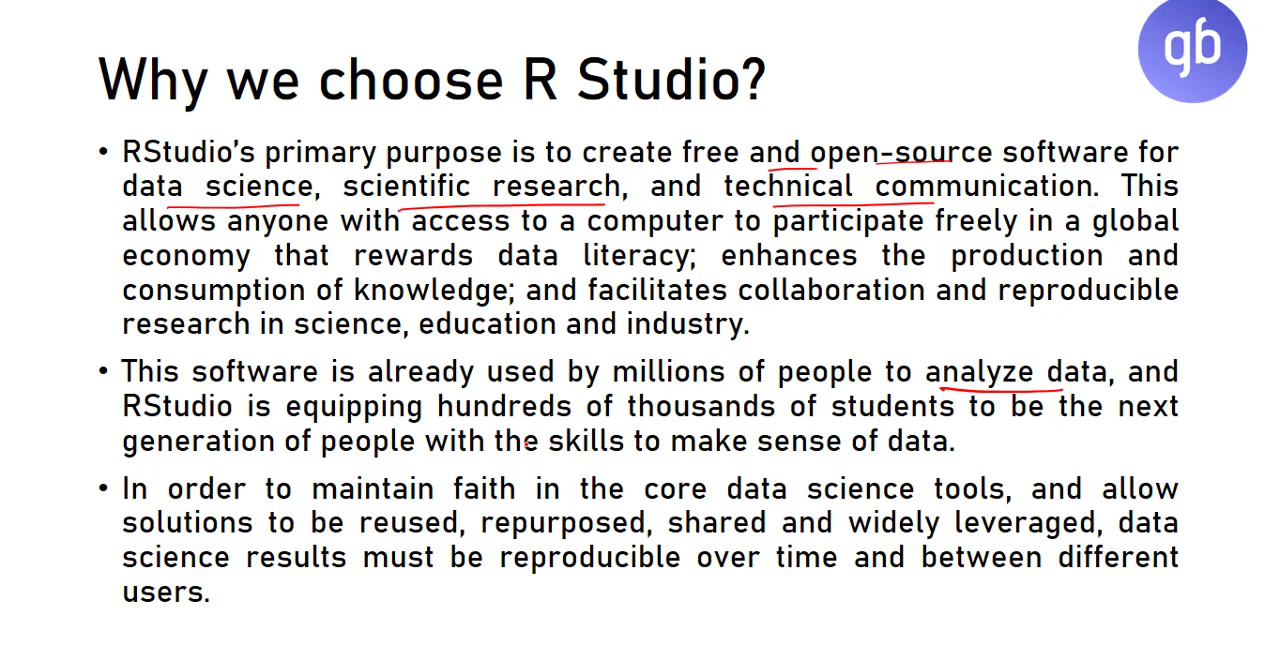 gb
Why we choose R Studio?
• RStudio's primary purpose is to create free and open-source software for
data science, scientific research, and technical communication. This
allows anyone with access to a computer to participate freely in a global
economy that rewards data literacy; enhances the production and
consumption of knowledge; and facilitates collaboration and reproducible
research in science, education and industry.
• This software is already used by millions of people to analyze data, and
RStudio is equipping hundreds of thousands of students to be the next
generation of people with the skills to make sense of data.
• In order to maintain faith in the core data science tools, and allow
solutions to be reused, repurposed, shared and widely leveraged, data
science results must be reproducible over time and between different
users.